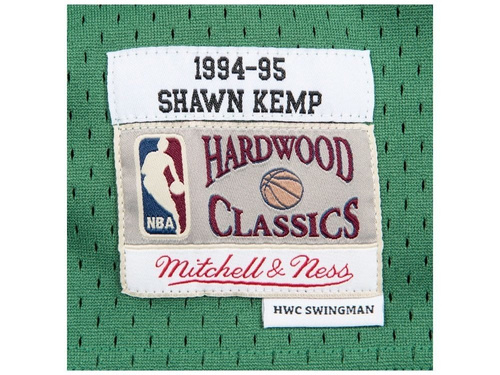 1994-95
SHAWN KEMP
HARDWOOD
CLASSICS
NBA
Mitchell & Ness
HWC SWINGMAN